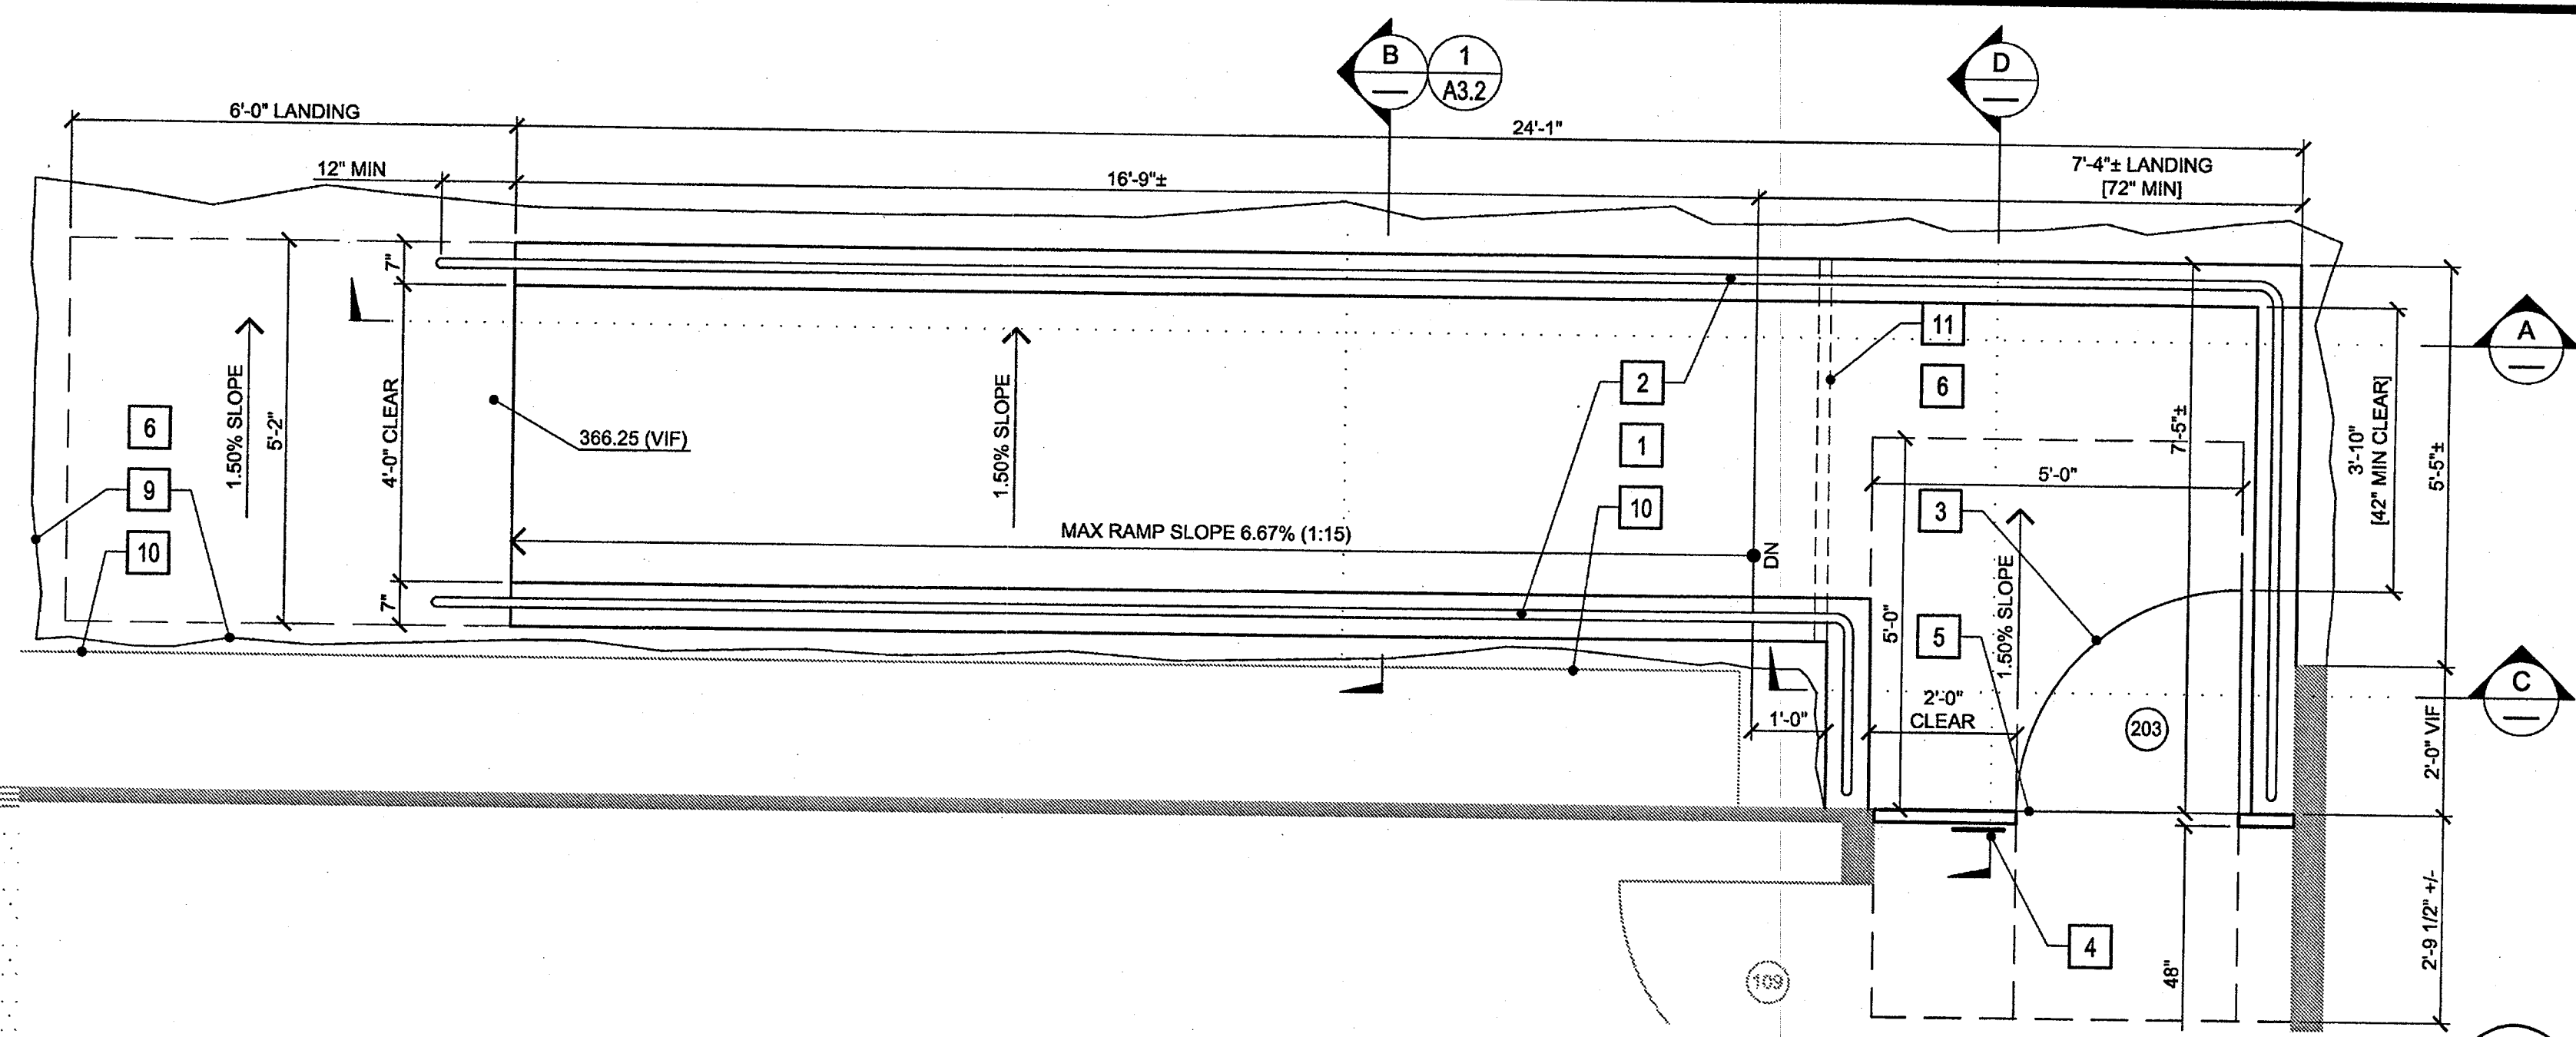 B
1
A3.2
D
6'-0" LANDING
24'-1"
12" MIN
16'-9"±
7'-4"± LANDING
[72" MIN]
7"
11
A
1.50% SLOPE
5'-2"
4'-0" CLEAR
366.25 (VIF)
1.50% SLOPE
2
6
7'-5"±
3'-10"
[42" MIN CLEAR]
5'-5"±
6
1
5'-0"
9
10
3
MAX RAMP SLOPE 6.67% (1:15)
10
DN
7"
5'-0"
5
1.50% SLOPE
C
1'-0"
2'-0"
CLEAR
203
2'-0" VIF
4
109
48"
2'-9 1/2" +/-